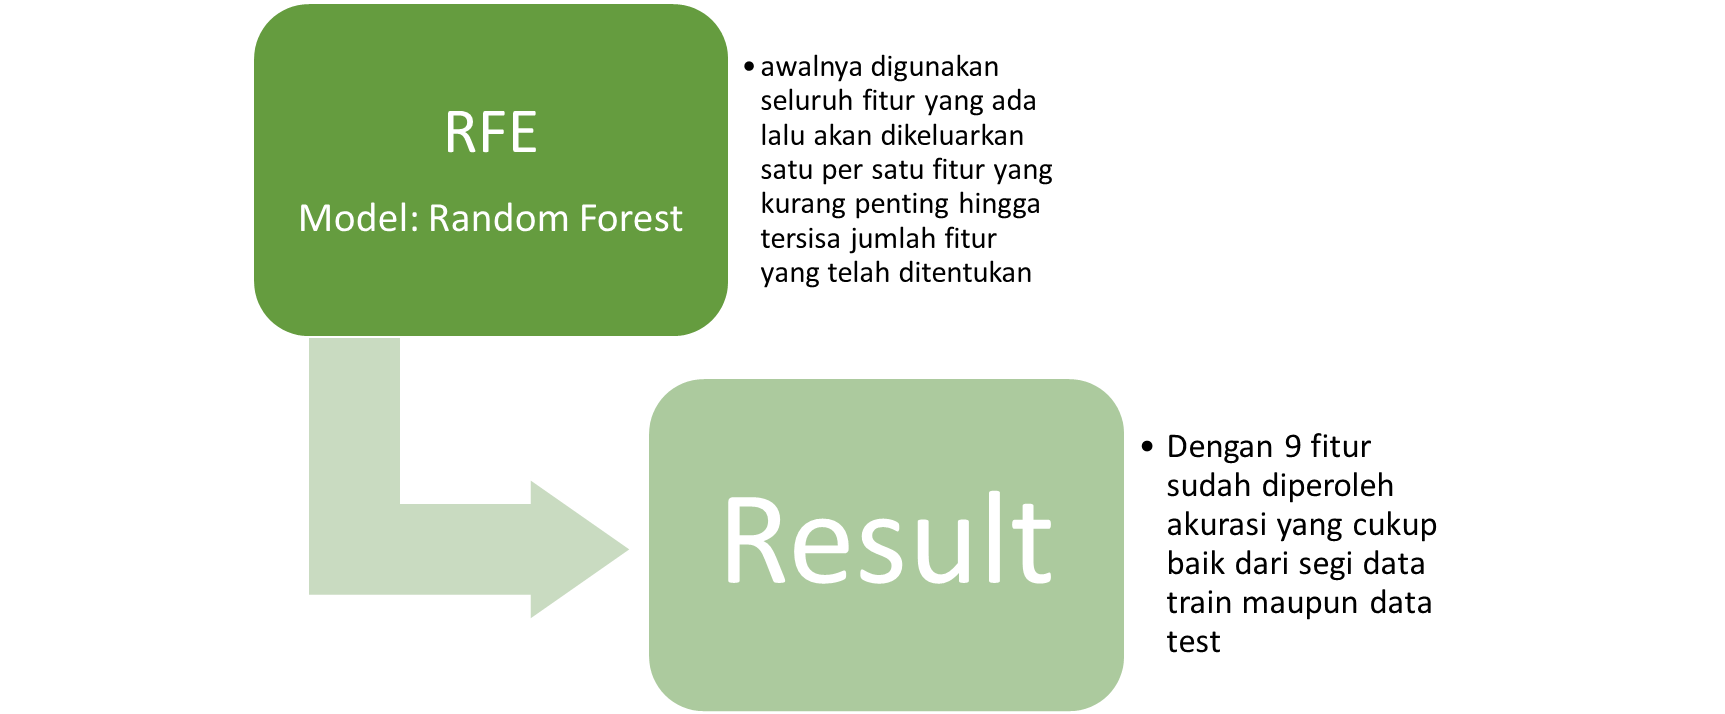 RFE
Model: Random Forest
• awalnya digunakan
seluruh fitur yang ada
lalu akan dikeluarkan
satu per satu fitur yang
kurang penting hingga
tersisa jumlah fitur
yang telah ditentukan
Result
• Dengan 9 fitur
sudah diperoleh
akurasi yang cukup
baik dari segi data
train maupun data
test